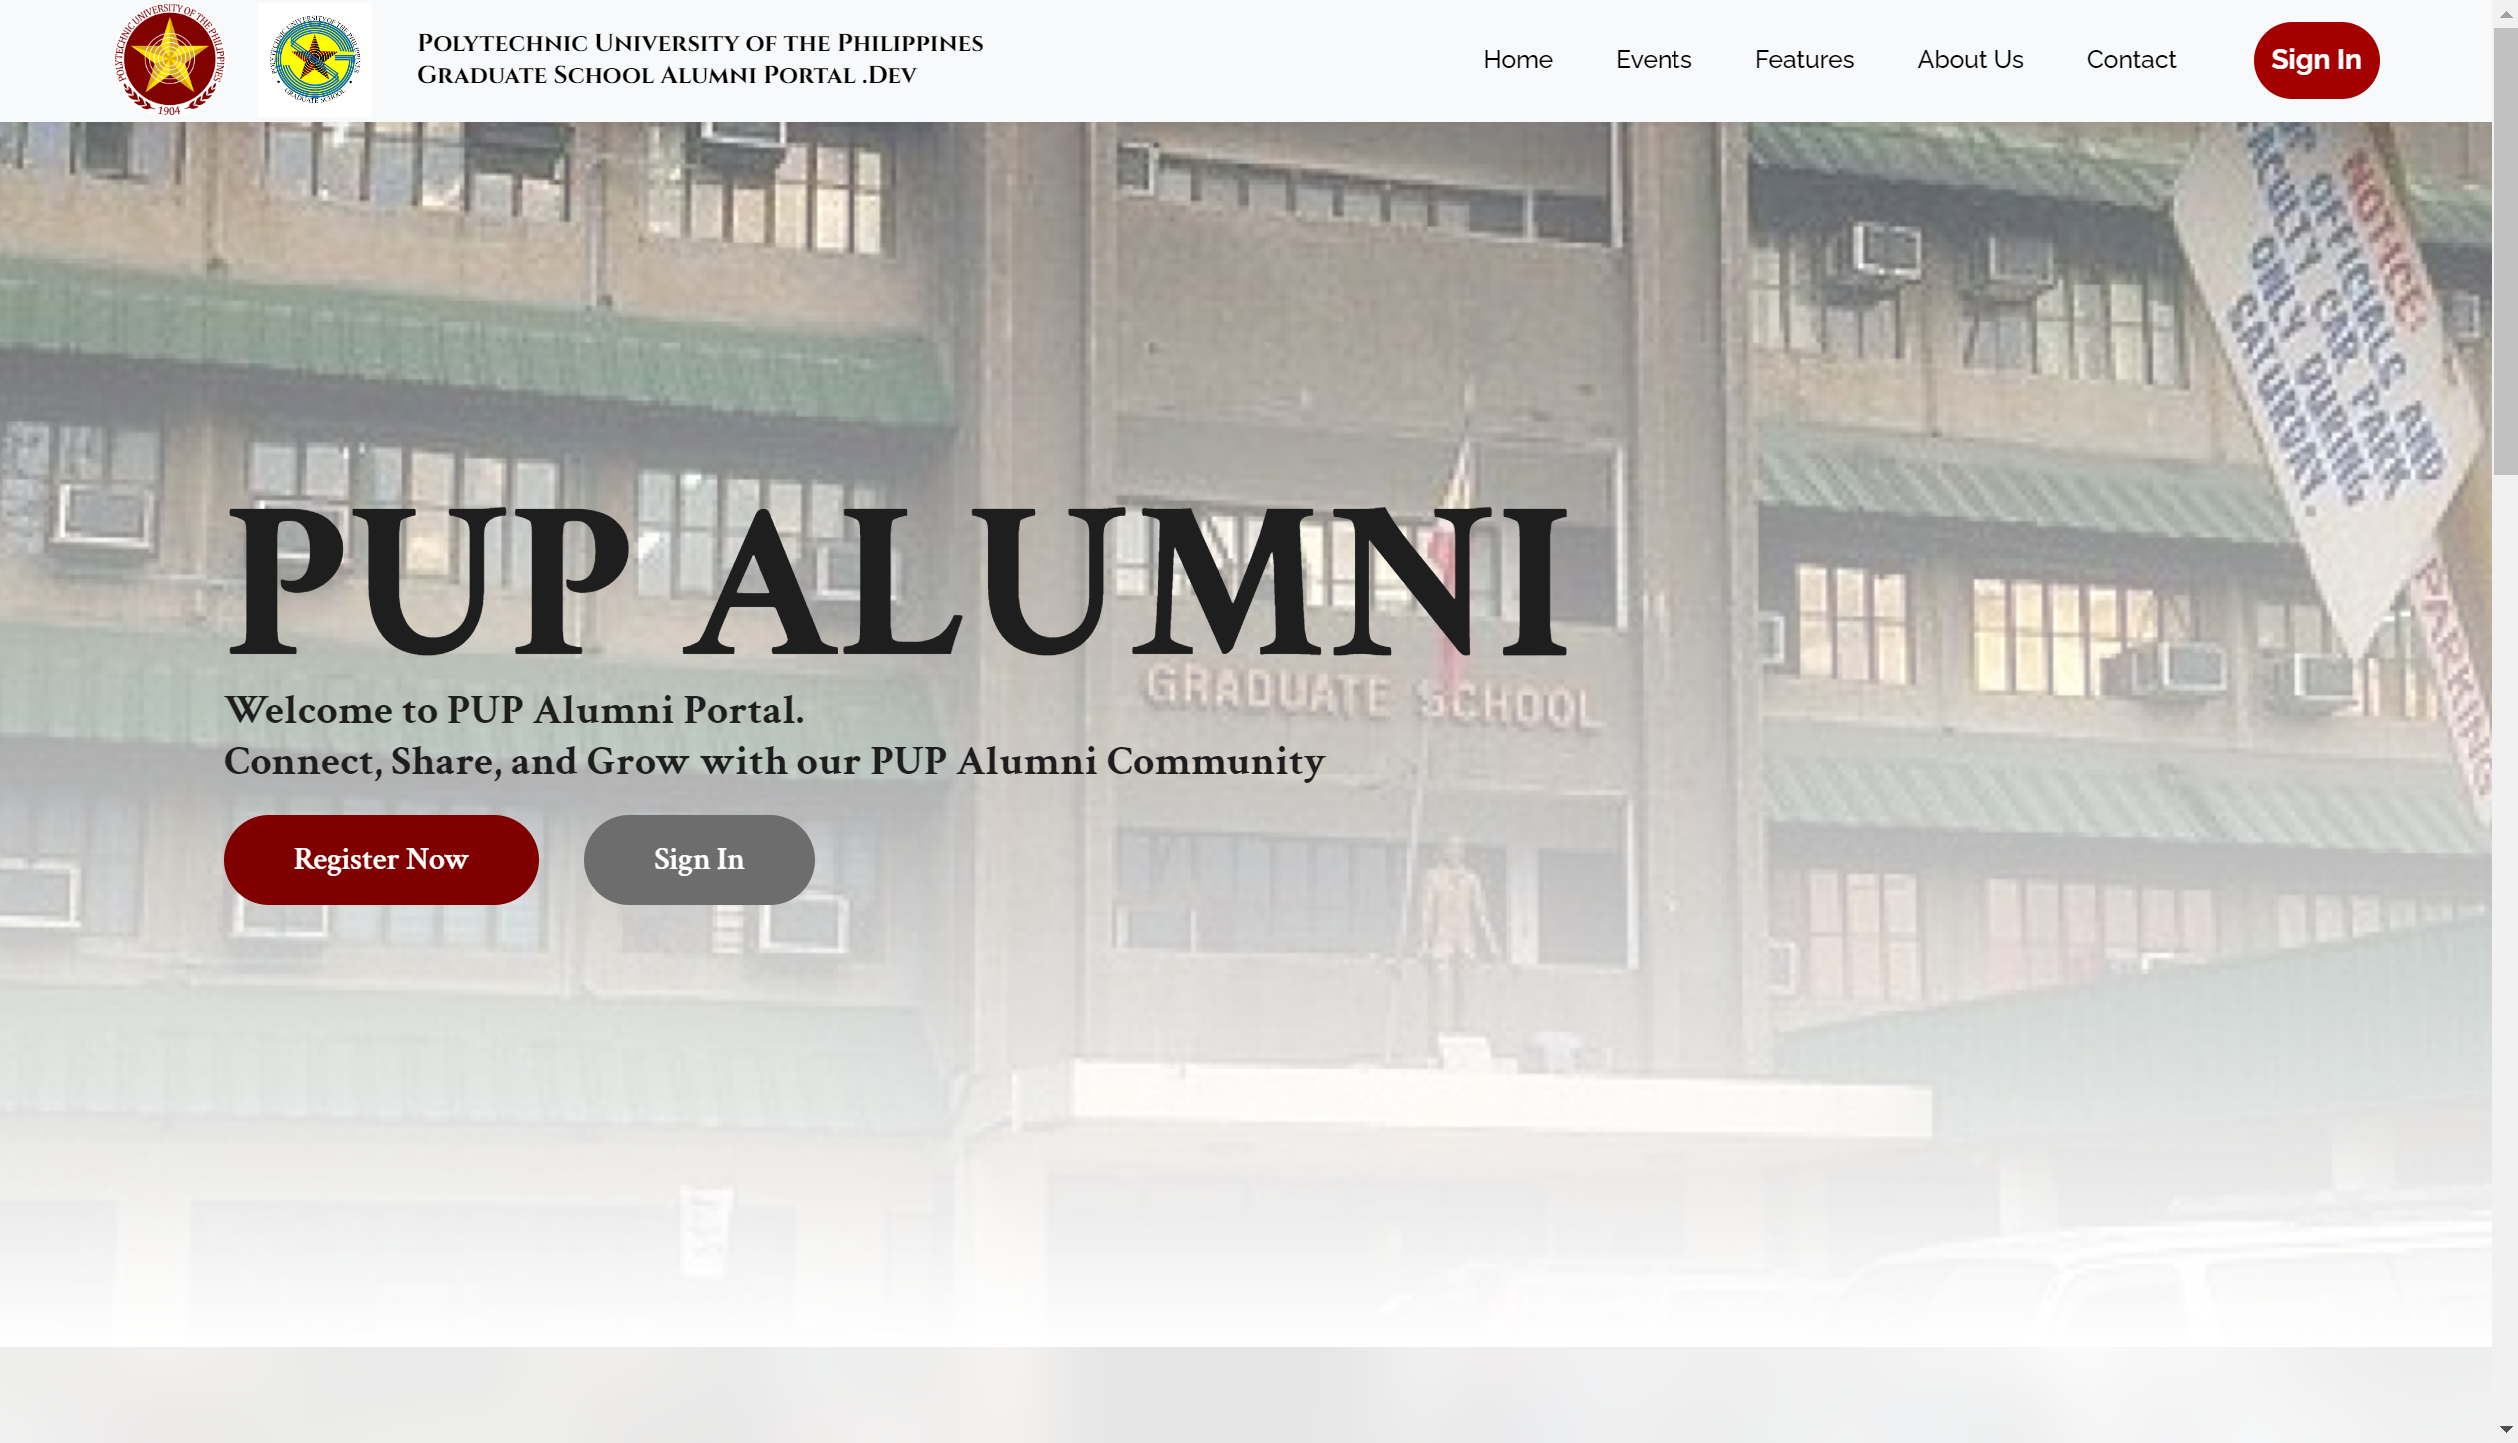 POLYTECHNIC UNIVERSITY OF THE PHILIPPINES
1904
POLYTECHNIC UNIVERSITY OF THE PHILIPPINES
GRADUATE SCHOOL
Polytechnic University of the Philippines
Graduate School Alumni Portal .Dev
Home
Events
Features
About Us
Contact
Sign In
NOTICE:
OFFICIALS AND
FACULTY CAR PARK
ONLY DURING
SATURDAY.
PARKING
PUP ALUMNI
GRADUATE SCHOOL
Welcome to PUP Alumni Portal.
Connect, Share, and Grow with our PUP Alumni Community
Register Now
Sign In